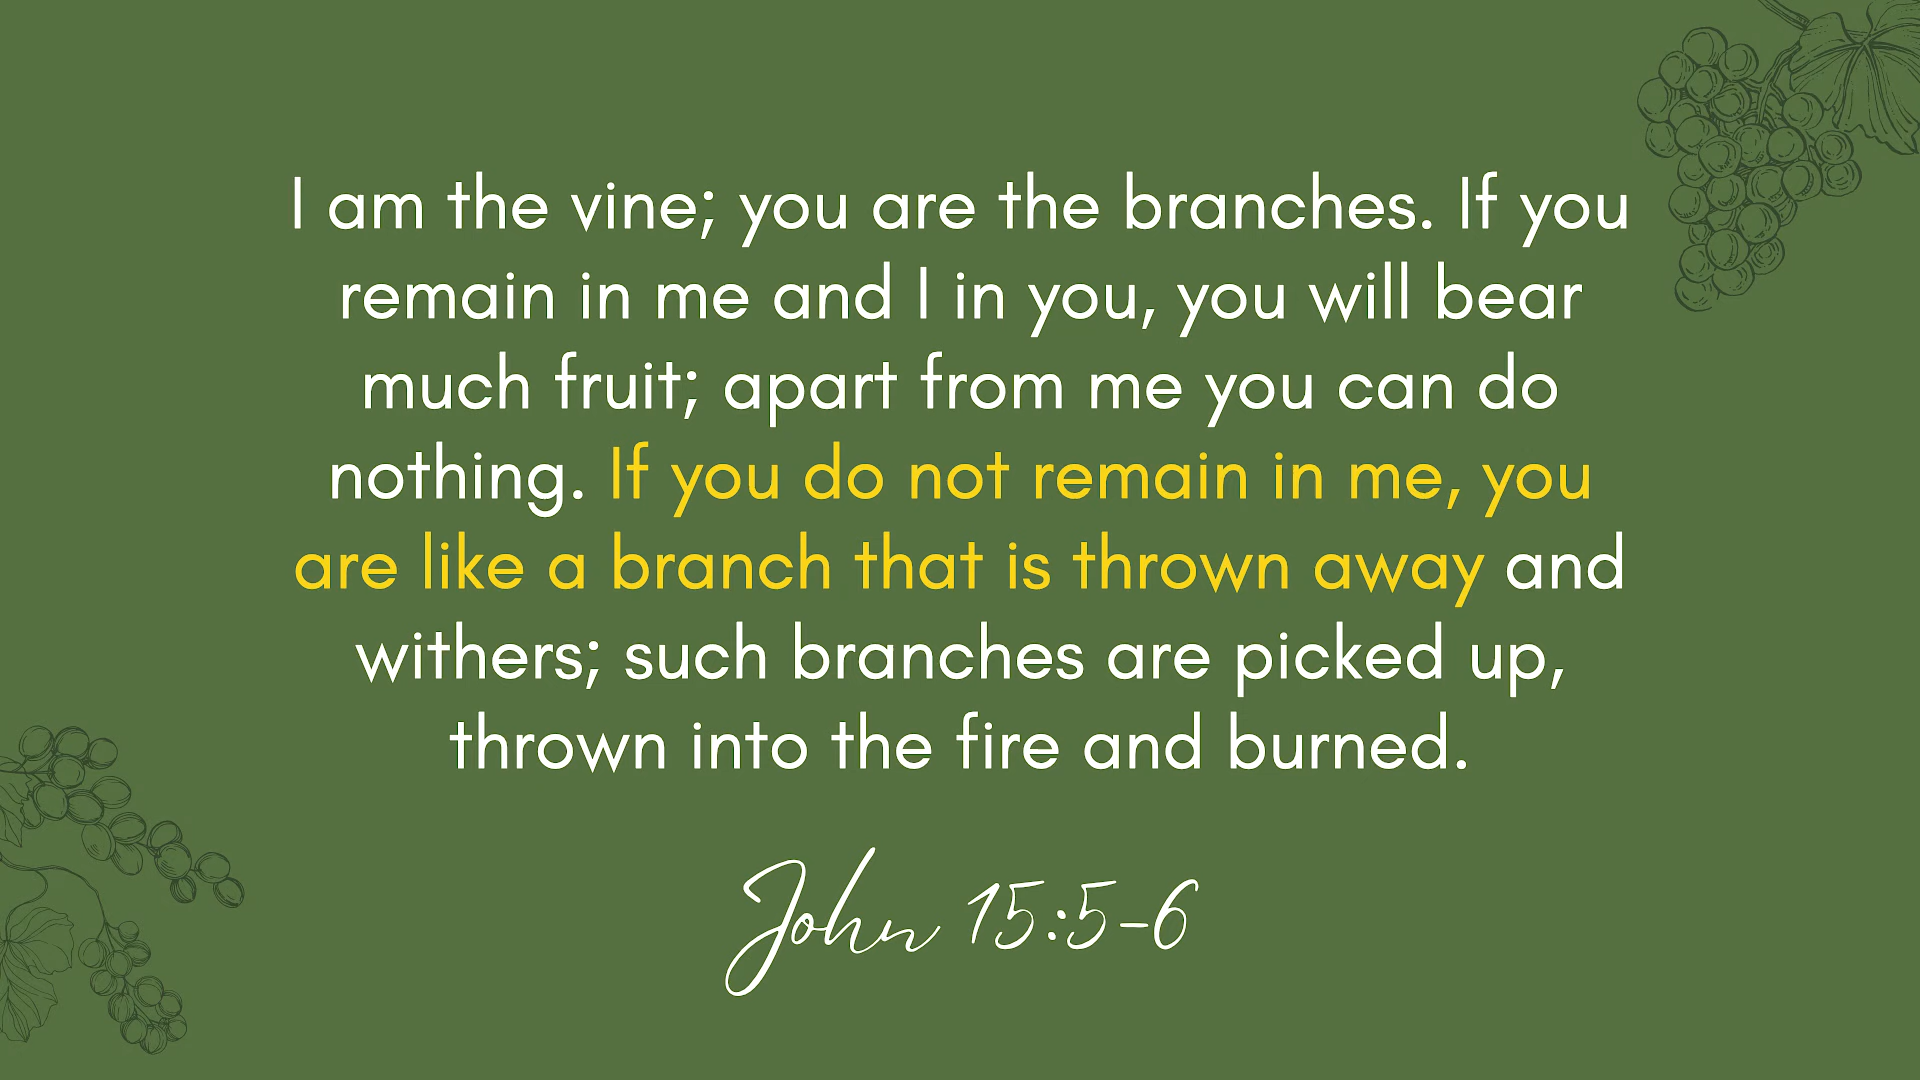 I am the vine; you are the branches. If you
remain in me and I in you, you will bear
much fruit; apart from me you can do
nothing. If you do not remain in me, you
are like a branch that is thrown away and
withers; such branches are picked up,
thrown into the fire and burned.
John 15:5-6